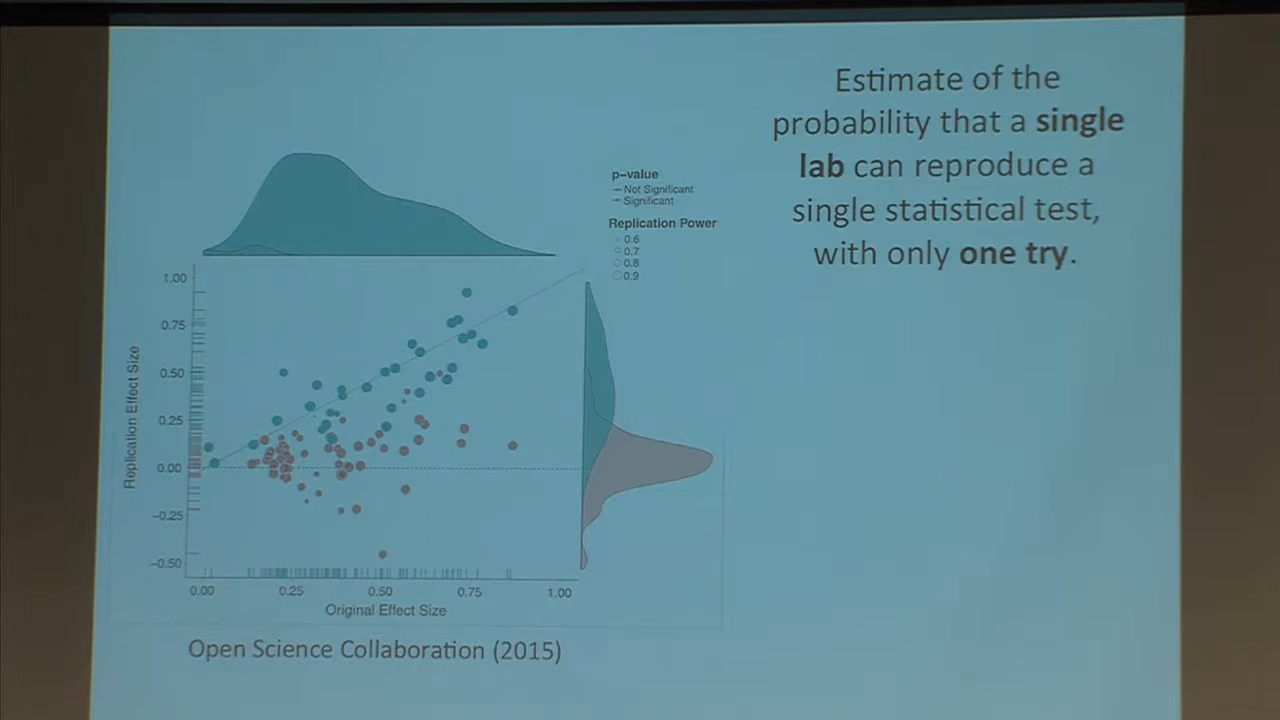 Estimate of the
probability that a single
lab can reproduce a
single statistical test,
with only one try.
p-value
Not Significant
Significant
Replication Power
0.6
0.7
0.8
0.9
1.00
0.75
0.50
0.25
0.00
−0.25
−0.50
Replication Effect Size
0.00 0.25 0.50 0.75 1.00
Original Effect Size
Open Science Collaboration (2015)